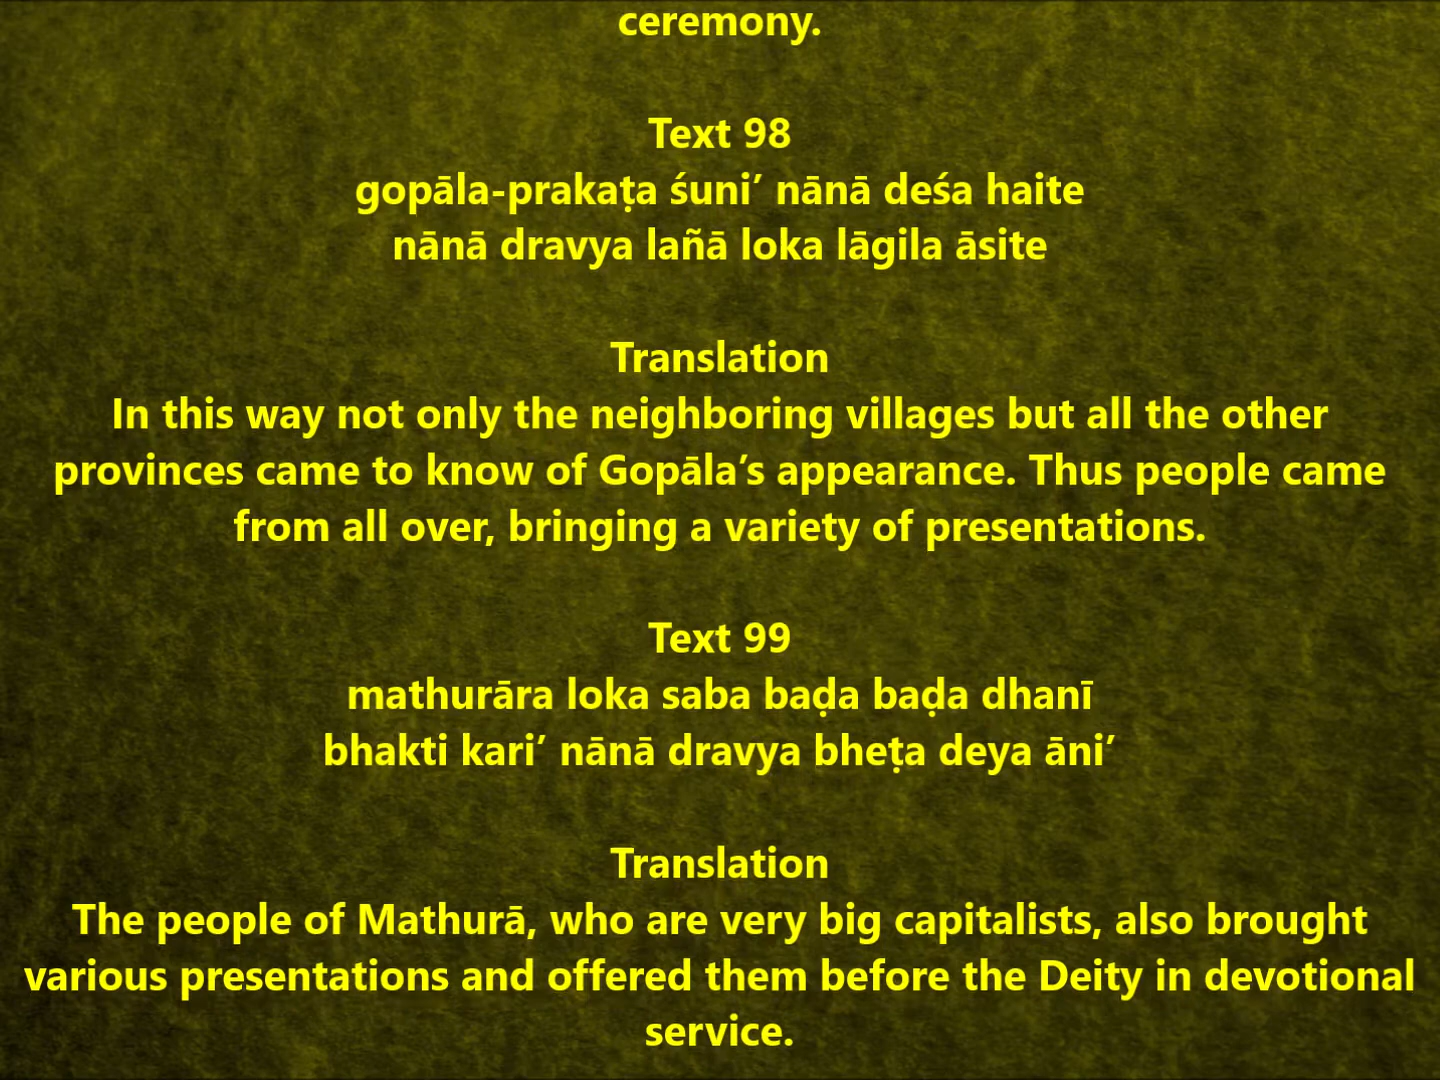 ceremony.
Text 98
gopāla-prakaṭa śuni’ nānā deśa haite
nānā dravya lañā loka lāgila āsite
Translation
In this way not only the neighboring villages but all the other
provinces came to know of Gopāla’s appearance. Thus people came
from all over, bringing a variety of presentations.
Text 99
mathurāra loka saba baḍa baḍa dhanī
bhakti kari’ nānā dravya bheṭa deya āni’
Translation
The people of Mathurā, who are very big capitalists, also brought
various presentations and offered them before the Deity in devotional
service.